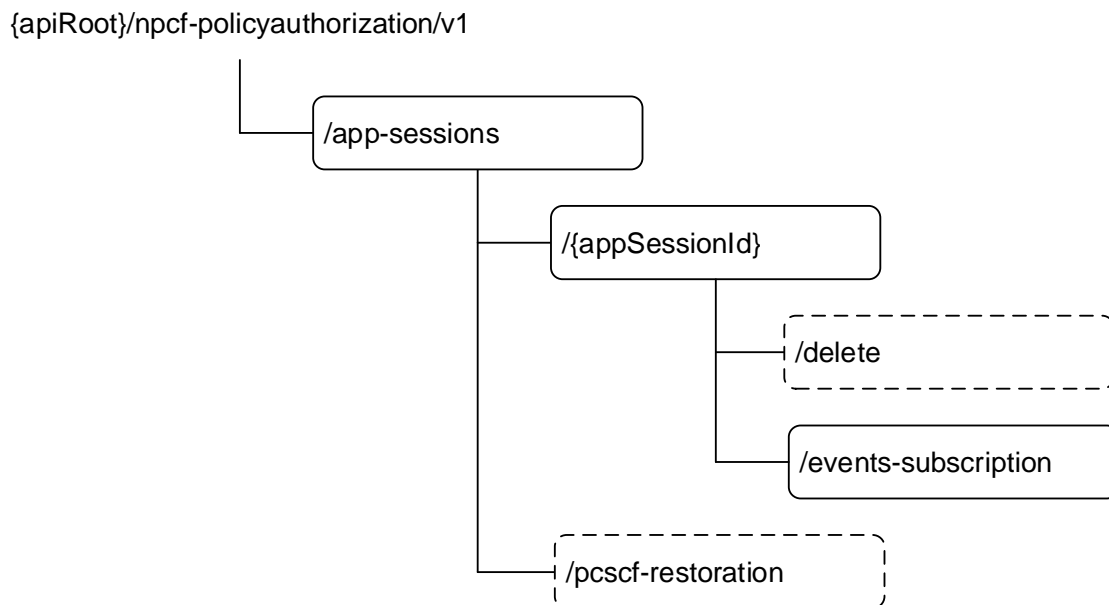 {apiRoot}/npcf-policyauthorization/v1
/app-sessions
/{appSessionId}
/delete
/events-subscription
/pcscf-restoration